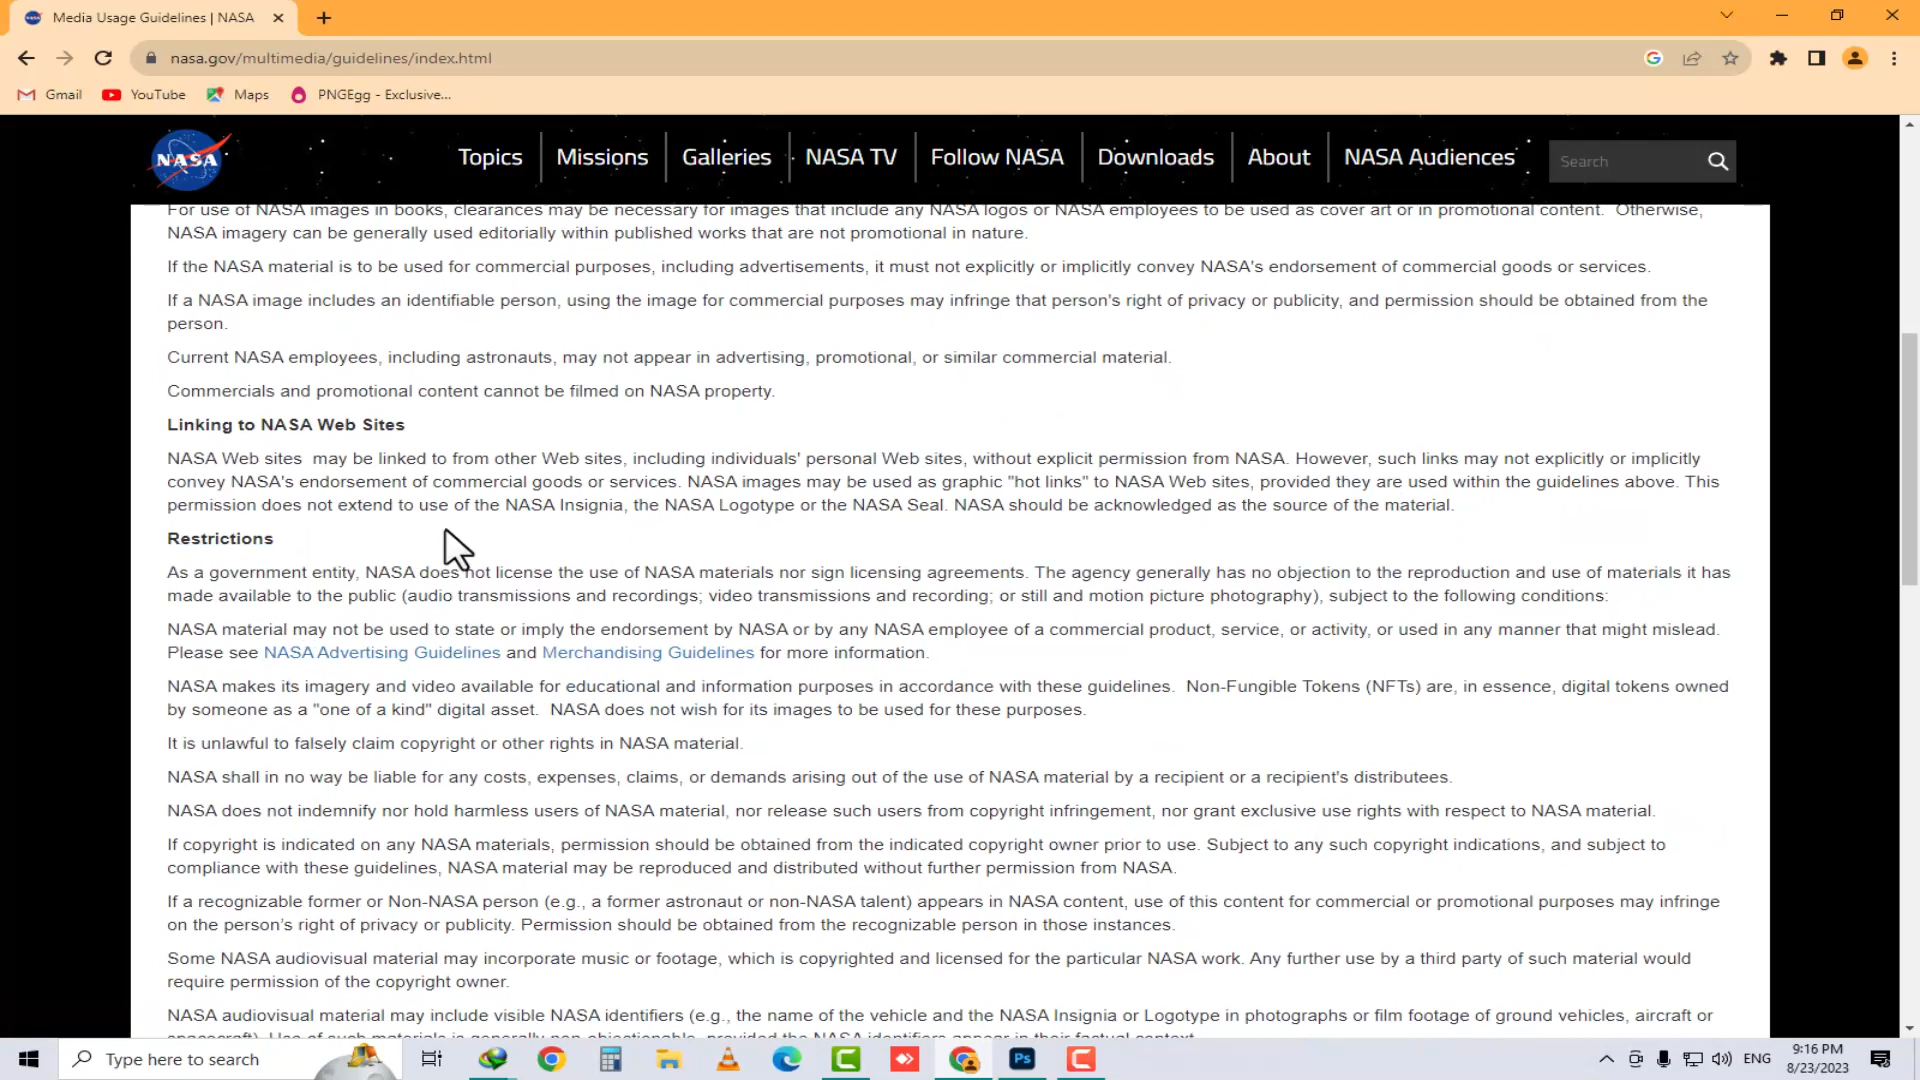 Media Usage Guidelines | NASA
nasa.gov/multimedia/guidelines/index.html
Gmail YouTube Maps PNGEgg - Exclusive...
NASA Topics Missions Galleries NASA TV Follow NASA Downloads About NASA Audiences Search
For use of NASA images in books, clearances may be necessary for images that include any NASA logos or NASA employees to be used as cover art or in promotional content. Otherwise,
NASA imagery can be generally used editorially within published works that are not promotional in nature.
If the NASA material is to be used for commercial purposes, including advertisements, it must not explicitly or implicitly convey NASA's endorsement of commercial goods or services.
If a NASA image includes an identifiable person, using the image for commercial purposes may infringe that person's right of privacy or publicity, and permission should be obtained from the
person.
Current NASA employees, including astronauts, may not appear in advertising, promotional, or similar commercial material.
Commercials and promotional content cannot be filmed on NASA property.
Linking to NASA Web Sites
NASA Web sites may be linked to from other Web sites, including individuals' personal Web sites, without explicit permission from NASA. However, such links may not explicitly or implicitly
convey NASA's endorsement of commercial goods or services. NASA images may be used as graphic "hot links" to NASA Web sites, provided they are used within the guidelines above. This
permission does not extend to use of the NASA Insignia, the NASA Logotype or the NASA Seal. NASA should be acknowledged as the source of the material.
Restrictions
As a government entity, NASA does not license the use of NASA materials nor sign licensing agreements. The agency generally has no objection to the reproduction and use of materials it has
made available to the public (audio transmissions and recordings; video transmissions and recording; or still and motion picture photography), subject to the following conditions:
NASA material may not be used to state or imply the endorsement by NASA or by any NASA employee of a commercial product, service, or activity, or used in any manner that might mislead.
Please see NASA Advertising Guidelines and Merchandising Guidelines for more information.
NASA makes its imagery and video available for educational and information purposes in accordance with these guidelines. Non-Fungible Tokens (NFTs) are, in essence, digital tokens owned
by someone as a "one of a kind" digital asset. NASA does not wish for its images to be used for these purposes.
It is unlawful to falsely claim copyright or other rights in NASA material.
NASA shall in no way be liable for any costs, expenses, claims, or demands arising out of the use of NASA material by a recipient or a recipient's distributees.
NASA does not indemnify nor hold harmless users of NASA material, nor release such users from copyright infringement, nor grant exclusive use rights with respect to NASA material.
If copyright is indicated on any NASA materials, permission should be obtained from the indicated copyright owner prior to use. Subject to any such copyright indications, and subject to
compliance with these guidelines, NASA material may be reproduced and distributed without further permission from NASA.
If a recognizable former or Non-NASA person (e.g., a former astronaut or non-NASA talent) appears in NASA content, use of this content for commercial or promotional purposes may infringe
on the person's right of privacy or publicity. Permission should be obtained from the recognizable person in those instances.
Some NASA audiovisual material may incorporate music or footage, which is copyrighted and licensed for the particular NASA work. Any further use by a third party of such material would
require permission of the copyright owner.
NASA audiovisual material may include visible NASA identifiers (e.g., the name of the vehicle and the NASA Insignia or Logotype in photographs or film footage of ground vehicles, aircraft or
spacecraft). Use of such materials is generally non-objectionable, provided the NASA identifiers appear in their factual context.
Type here to search Ps ENG 9:16 PM
8/23/2023